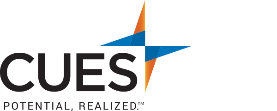 CUES
POTENTIAL, REALIZED.™